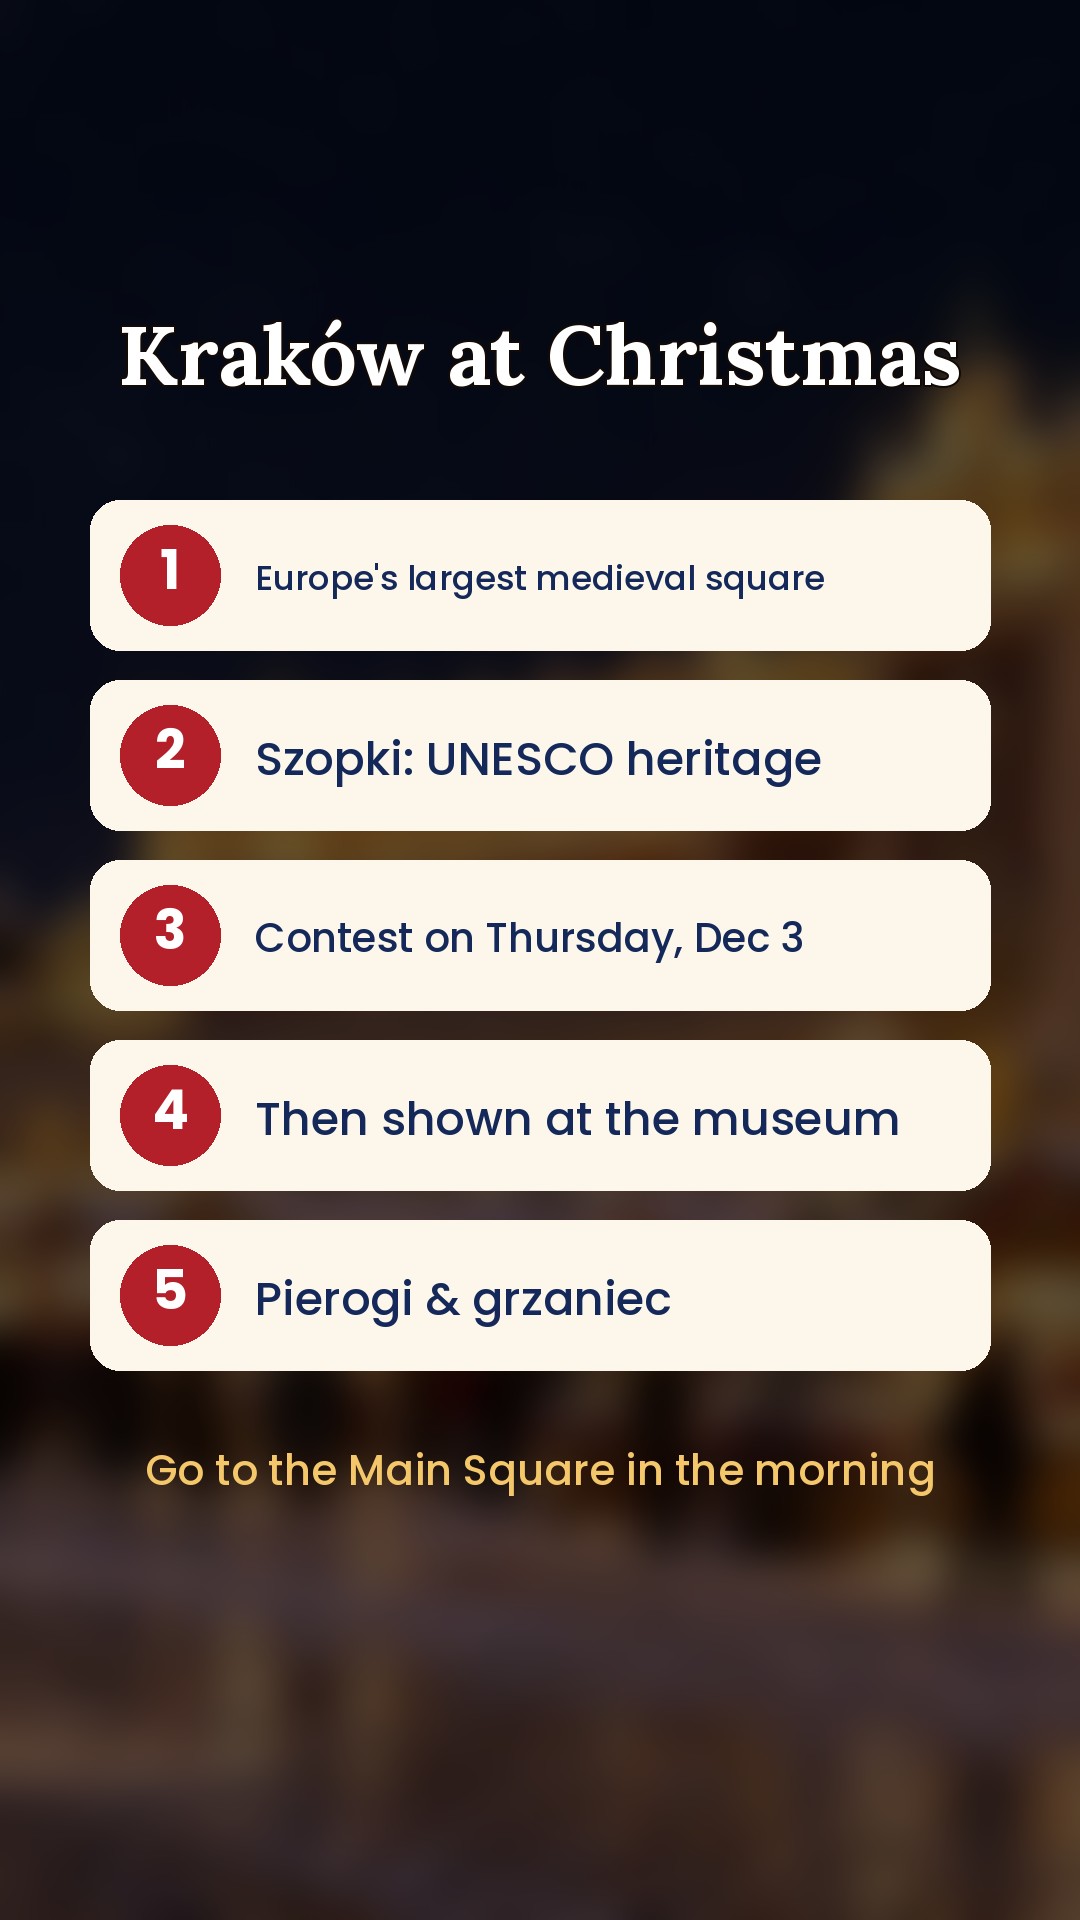 Kraków at Christmas
1 Europe's largest medieval square
2 Szopki: UNESCO heritage
3 Contest on Thursday, Dec 3
4 Then shown at the museum
5 Pierogi & grzaniec
Go to the Main Square in the morning